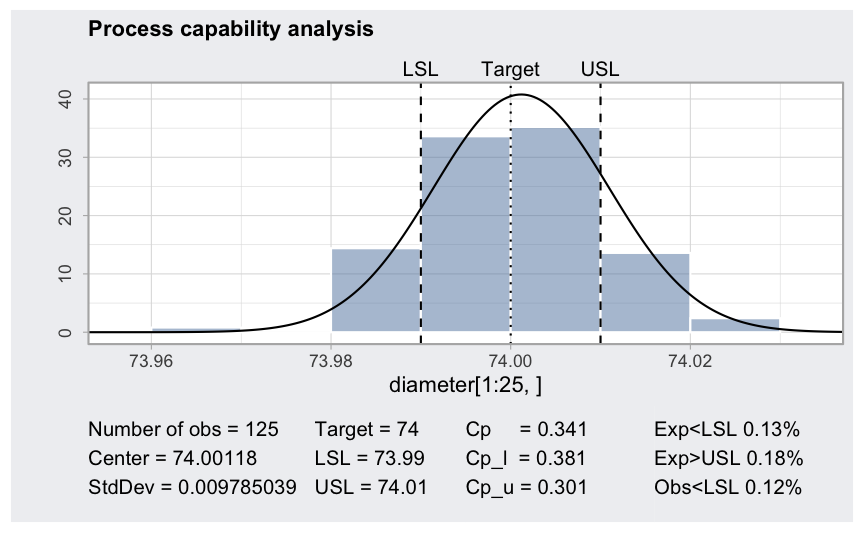 Process capability analysis
LSL Target USL
40
30
20
10
0
73.96 73.98 74.00 74.02
diameter[1:25, ]
Number of obs = 125 Target = 74 Cp = 0.341 Exp<LSL 0.13%
Center = 74.00118 LSL = 73.99 Cp_l = 0.381 Exp>USL 0.18%
StdDev = 0.009785039 USL = 74.01 Cp_u = 0.301 Obs<LSL 0.12%